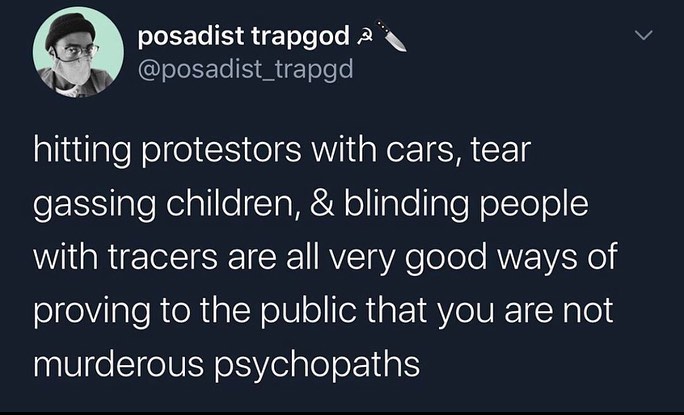 posadist trapgod ☭🔪
@posadist_trapgd
hitting protestors with cars, tear
gassing children, & blinding people
with tracers are all very good ways of
proving to the public that you are not
murderous psychopaths